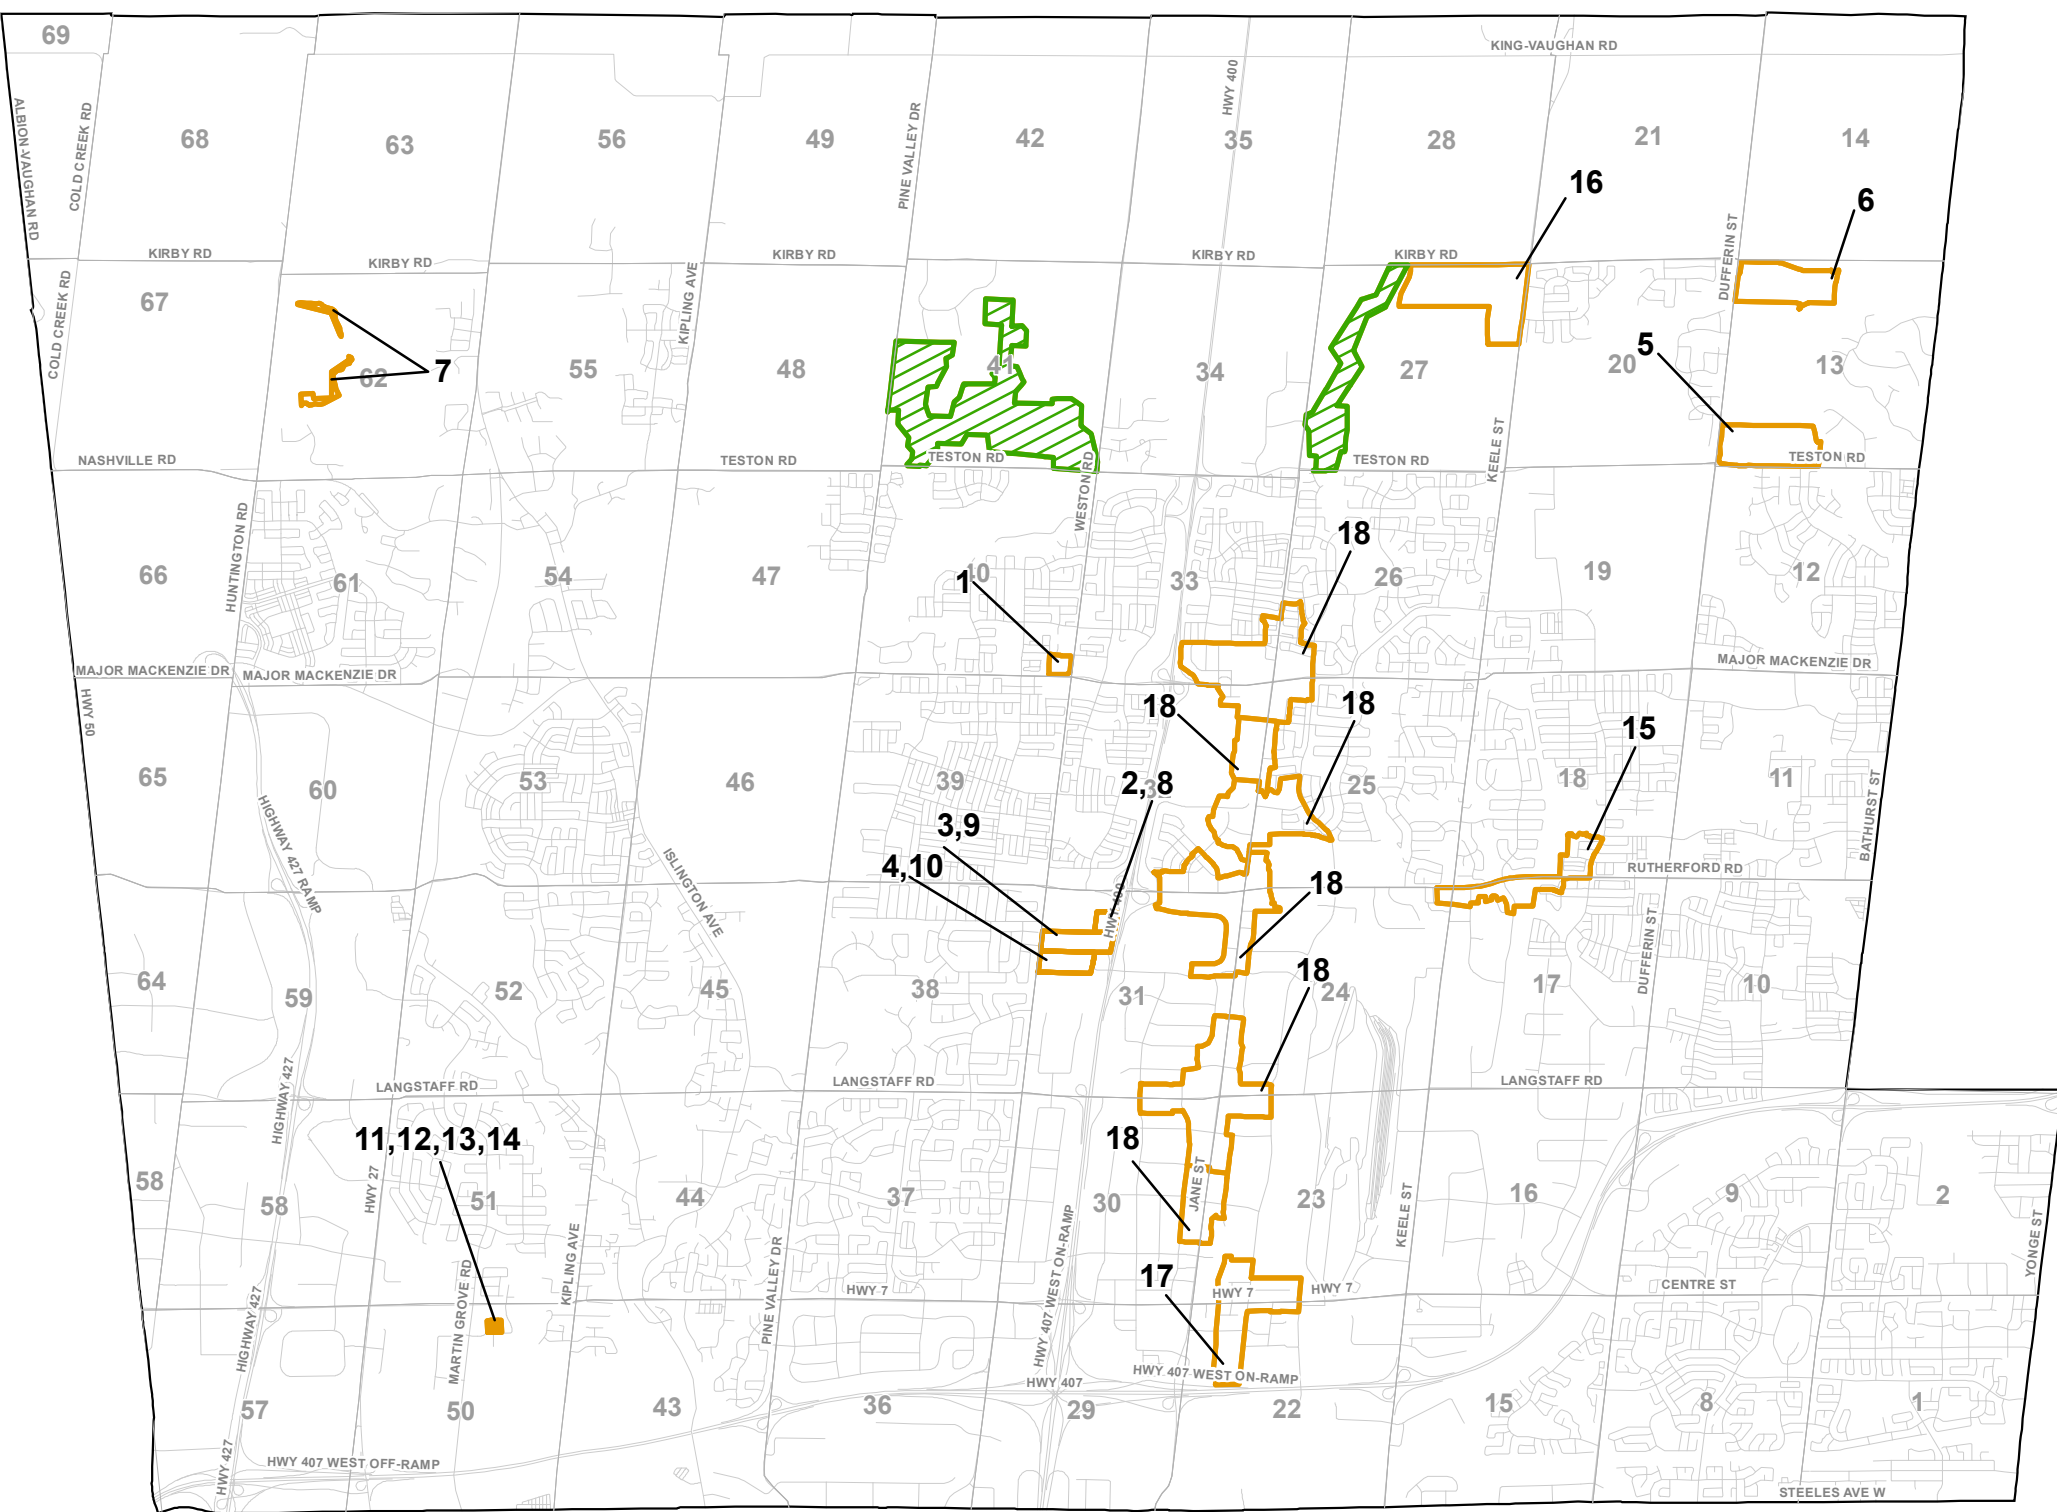 69
KING-VAUGHAN RD
ALBION-VAUGHAN RD
COLD CREEK RD
68
63
56
49
PINE VALLEY DR
42
HWY 400
35
28
21
14
16
6
KIRBY RD
KIRBY RD
KIRBY RD
KIRBY RD
KIRBY RD
DUFFERIN ST
67
COLD CREEK RD
7
62
55
KIPLING AVE
48
41
34
27
5
20
13
NASHVILLE RD
TESTON RD
TESTON RD
WESTON RD
TESTON RD
KEELE ST
TESTON RD
HUNTINGTON RD
18
66
61
54
47
1
40
33
26
19
12
MAJOR MACKENZIE DR
MAJOR MACKENZIE DR
MAJOR MACKENZIE DR
HWY 50
18
18
15
65
60
53
46
39
2,8
25
18
11
BATHURST ST
HIGHWAY 427 RAMP
3,9
4,10
ISLINGTON AVE
HWY 400
18
RUTHERFORD RD
DUFFERIN ST
64
59
52
45
38
31
18
24
17
10
HIGHWAY 427
LANGSTAFF RD
LANGSTAFF RD
LANGSTAFF RD
11,12,13,14
18
58
58
HWY 27
51
44
37
30
JANE ST
23
KEELE ST
16
9
2
YONGE ST
HIGHWAY 427
MARTIN GROVE RD
KIPLING AVE
PINE VALLEY DR
HWY 7
HWY 407 WEST ON-RAMP
17
HWY 7
HWY 7
CENTRE ST
HWY 407
HWY 407 WEST ON-RAMP
57
50
43
36
29
22
15
8
1
HWY 427
HWY 407 WEST OFF-RAMP
STEELES AVE W